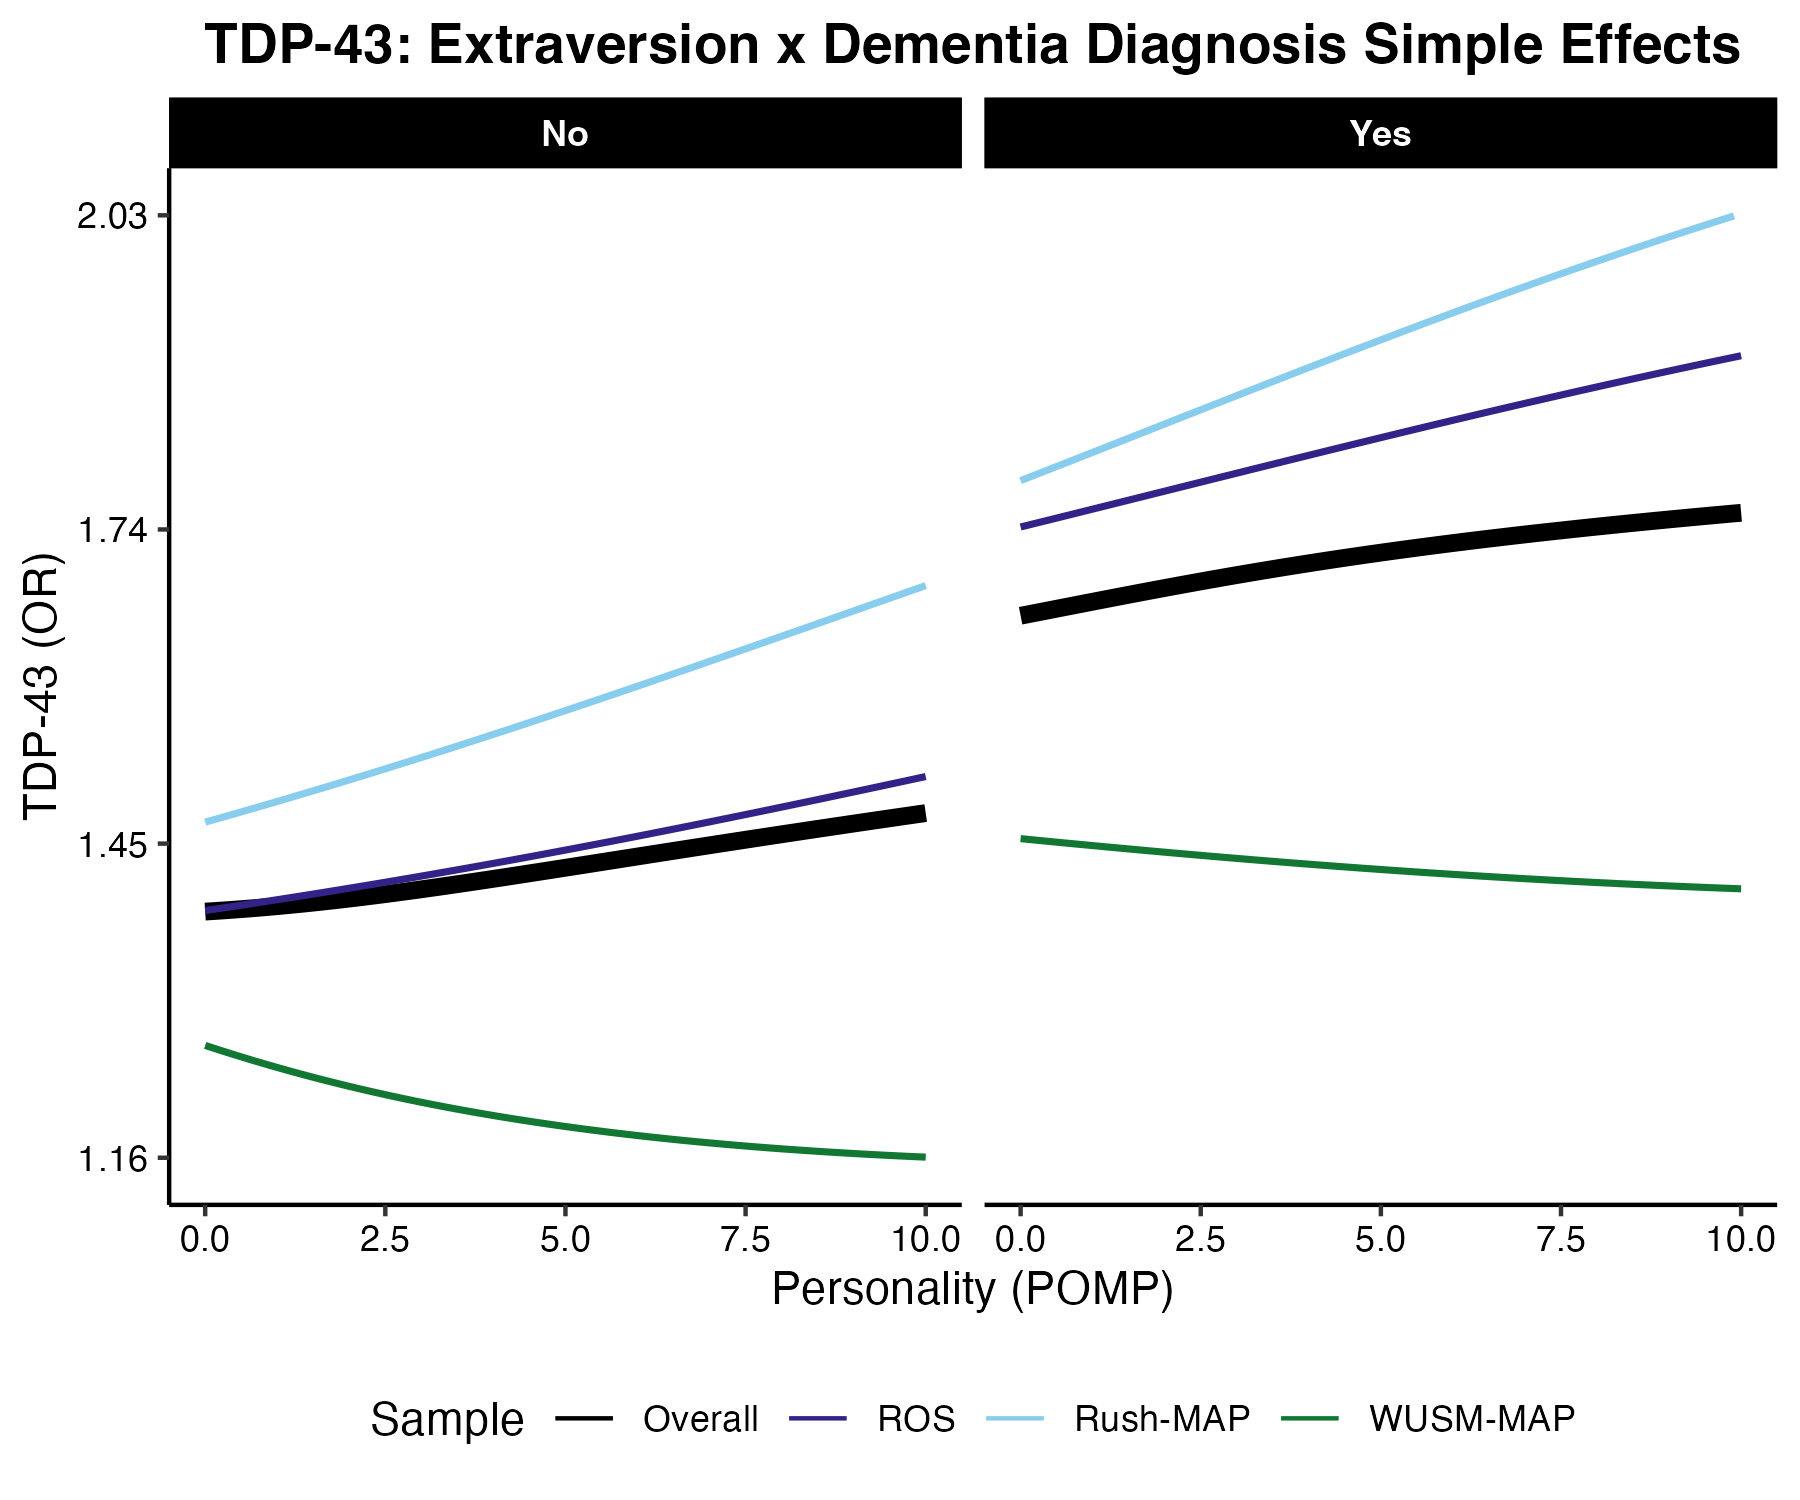 TDP-43: Extraversion x Dementia Diagnosis Simple Effects
No Yes
TDP-43 (OR)
2.03
1.74
1.45
1.16
0.0 2.5 5.0 7.5 10.0 0.0 2.5 5.0 7.5 10.0
Personality (POMP)
Sample Overall ROS Rush-MAP WUSM-MAP